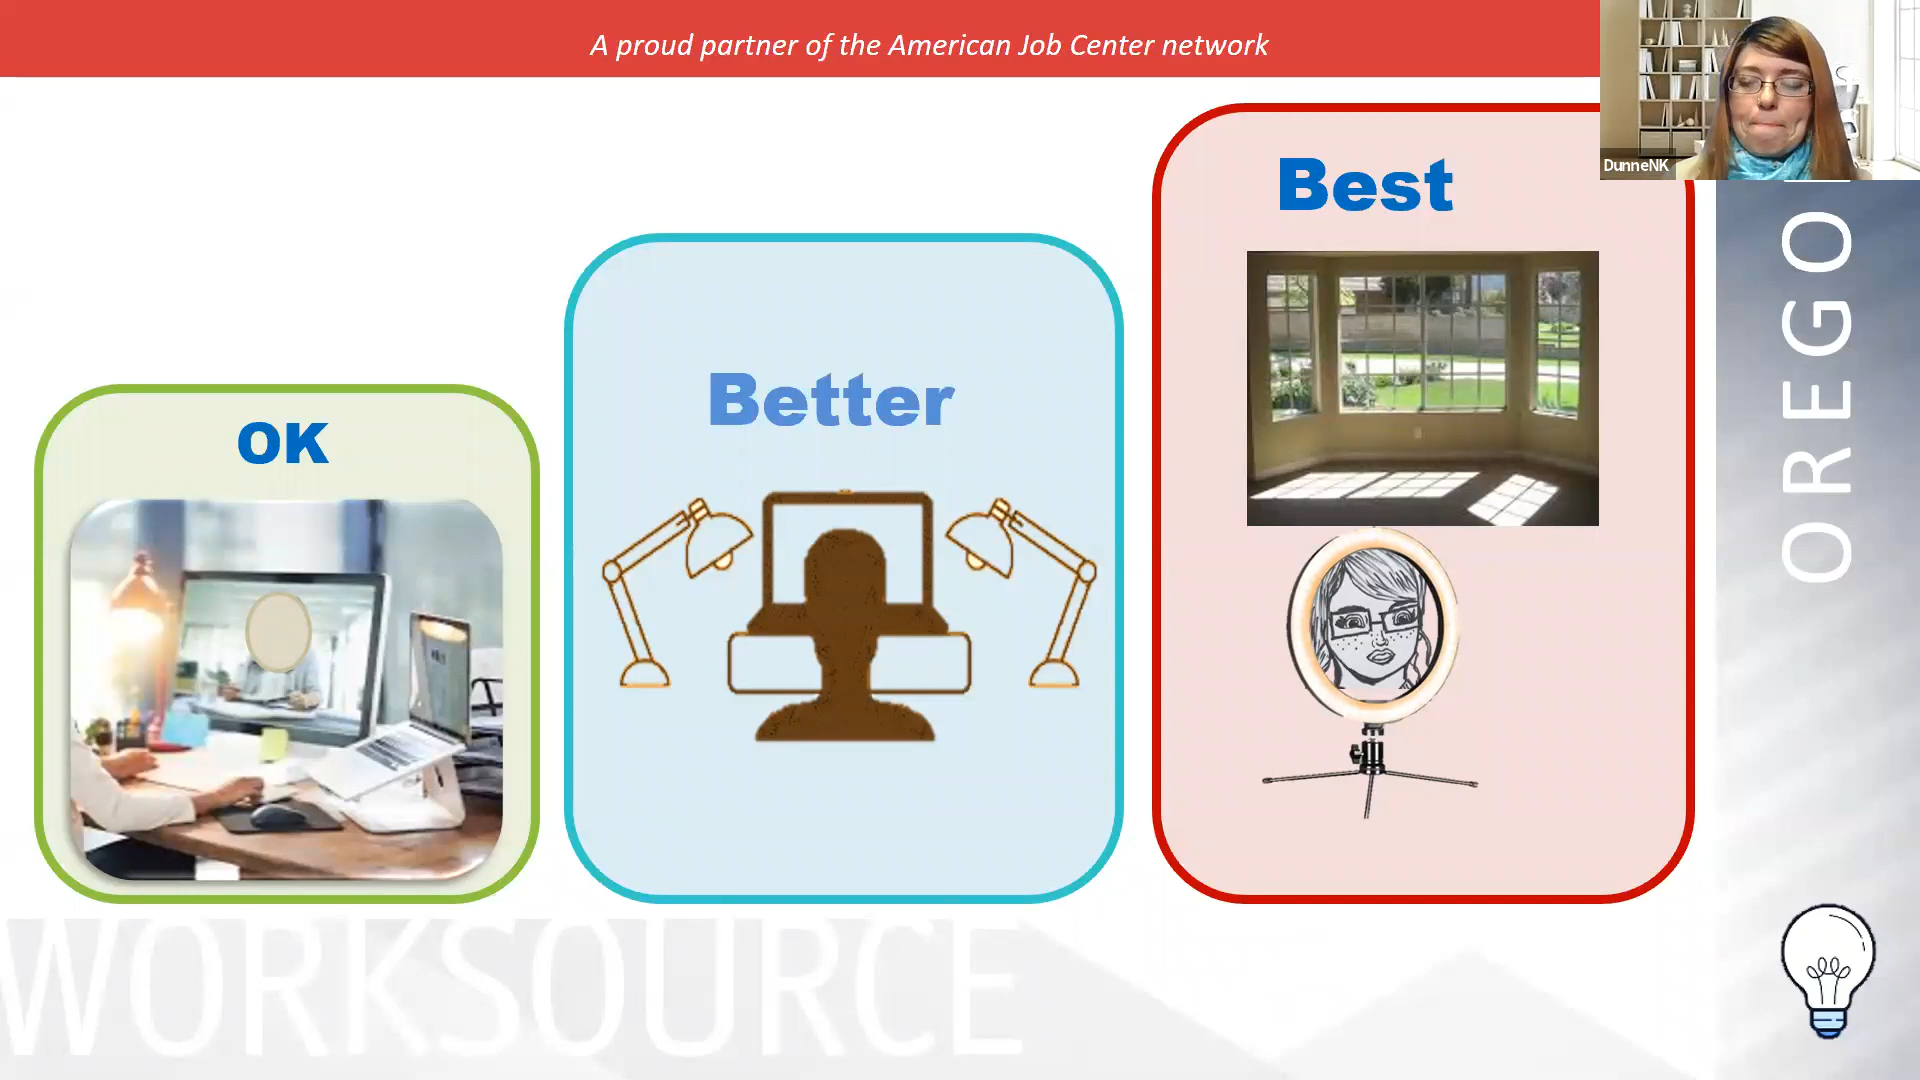 A proud partner of the American Job Center network
DunneNK
Best
Better
OK
OREGO
WORKSOURCE